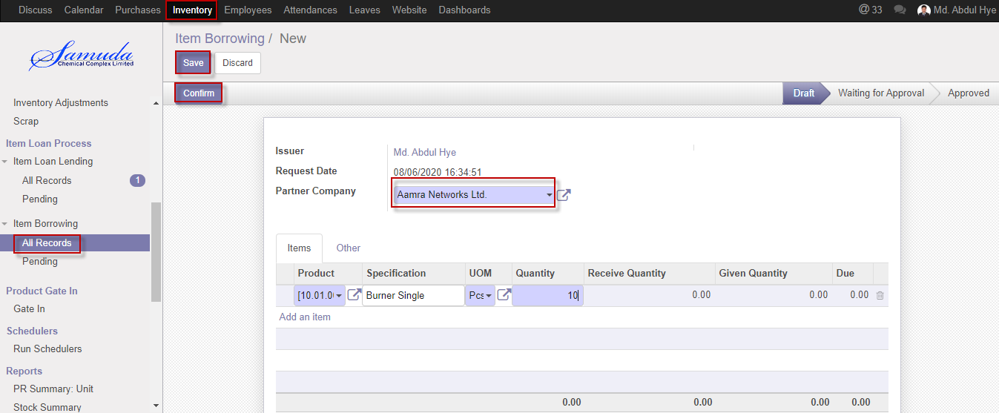 Discuss Calendar Purchases Inventory Employees Attendances Leaves Website Dashboards @ 33 Md. Abdul Hye
Samuda
Chemical Complex Limited
Inventory Adjustments
Scrap
Item Loan Process
Item Loan Lending
All Records 1
Pending
Item Borrowing
All Records
Pending
Product Gate In
Gate In
Schedulers
Run Schedulers
Reports
PR Summary: Unit
Stock Summary
Item Borrowing / New
Save Discard
Confirm Draft Waiting for Approval Approved
Issuer Md. Abdul Hye
Request Date 08/06/2020 16:34:51
Partner Company Aamra Networks Ltd.
Items Other
Product Specification UOM Quantity Receive Quantity Given Quantity Due
[10.01.0 Burner Single Pcs 10 0.00 0.00 0.00
Add an item
0.00 0.00 0.00 0.00